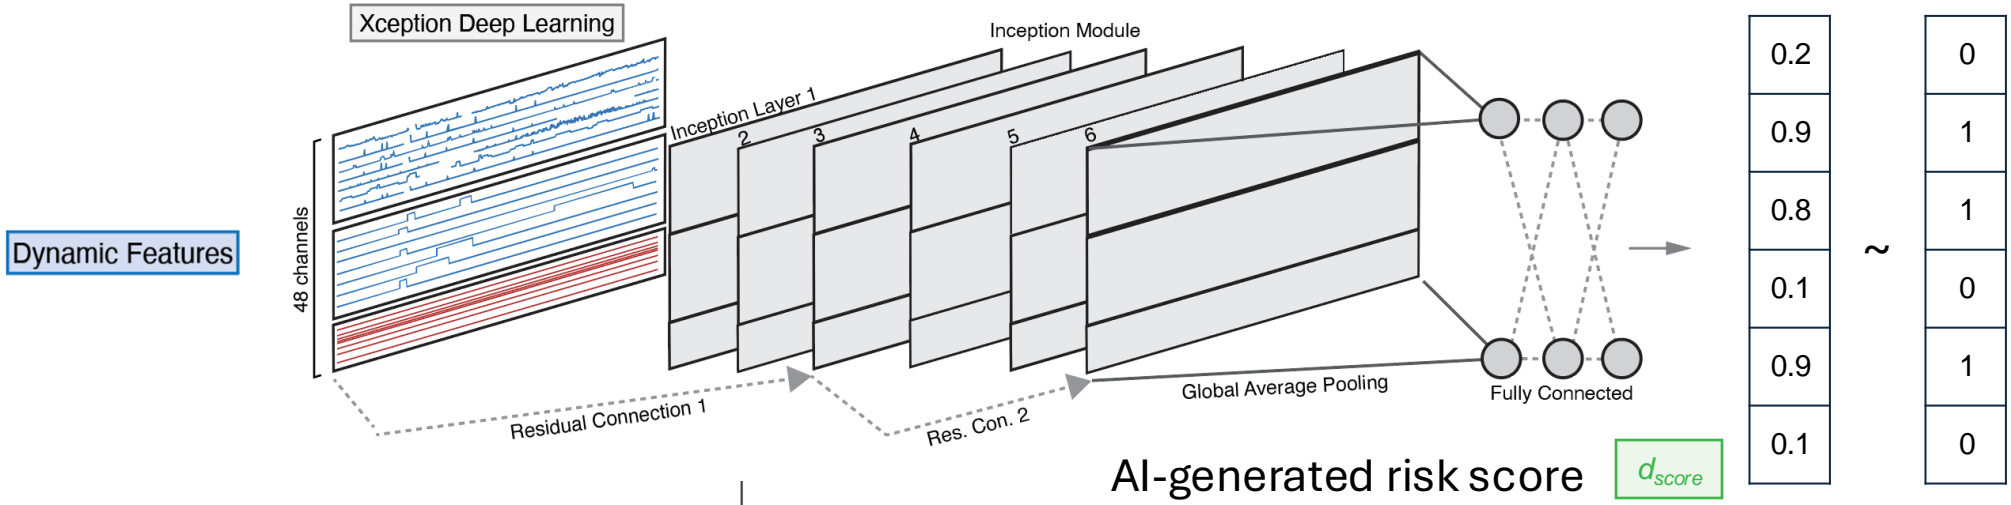 Xception Deep Learning
Inception Module
Inception Layer 1
2
3
4
5
6
48 channels
Dynamic Features
Residual Connection 1
Res. Con. 2
Global Average Pooling
Fully Connected
AI-generated risk score
dscore
0.2
0.9
0.8
0.1
0.9
0.1
~
0
1
1
0
1
0